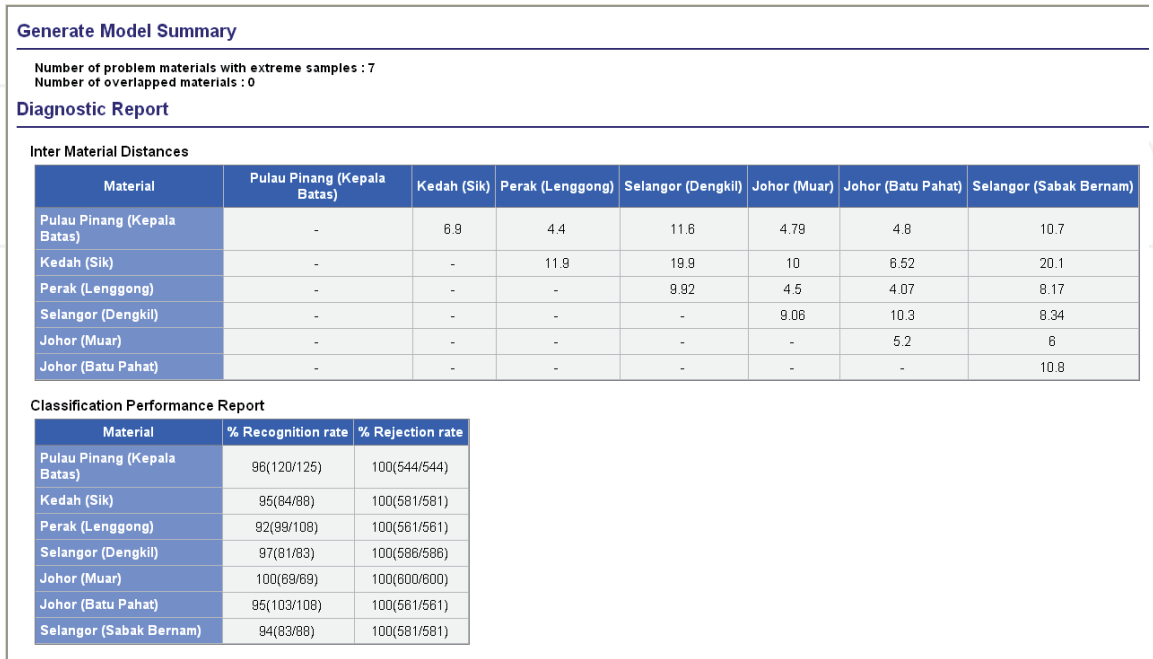 Generate Model Summary
Number of problem materials with extreme samples : 7
Number of overlapped materials : 0
Diagnostic Report
Inter Material Distances
Material Pulau Pinang (Kepala Batas) Kedah (Sik) Perak (Lenggong) Selangor (Dengkil) Johor (Muar) Johor (Batu Pahat) Selangor (Sabak Bernam)
Pulau Pinang (Kepala Batas) - 6.9 4.4 11.6 4.79 4.8 10.7
Kedah (Sik) - - 11.9 19.9 10 6.52 20.1
Perak (Lenggong) - - - 9.92 4.5 4.07 8.17
Selangor (Dengkil) - - - - 9.06 10.3 8.34
Johor (Muar) - - - - - 5.2 6
Johor (Batu Pahat) - - - - - - 10.8
Classification Performance Report
Material % Recognition rate % Rejection rate
Pulau Pinang (Kepala Batas) 96(120/125) 100(544/544)
Kedah (Sik) 95(84/88) 100(581/581)
Perak (Lenggong) 92(99/108) 100(561/561)
Selangor (Dengkil) 97(81/83) 100(586/586)
Johor (Muar) 100(69/69) 100(600/600)
Johor (Batu Pahat) 95(103/108) 100(561/561)
Selangor (Sabak Bernam) 94(83/88) 100(581/581)